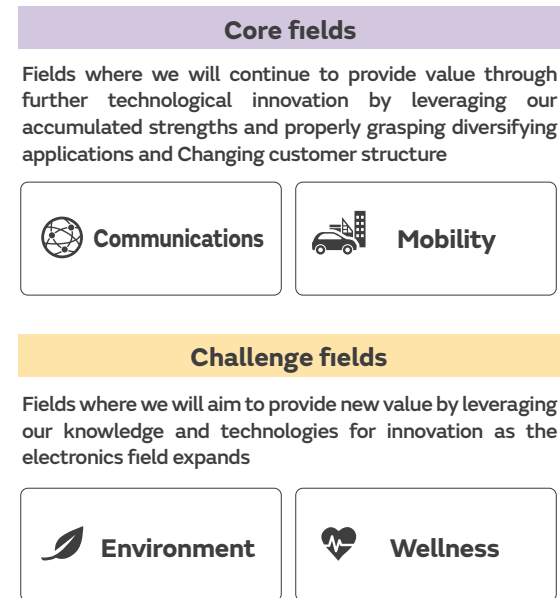 Core fields
Fields where we will continue to provide value through
further technological innovation by leveraging our
accumulated strengths and properly grasping diversifying
applications and Changing customer structure
Communications
Mobility
Challenge fields
Fields where we will aim to provide new value by leveraging
our knowledge and technologies for innovation as the
electronics field expands
Environment
Wellness